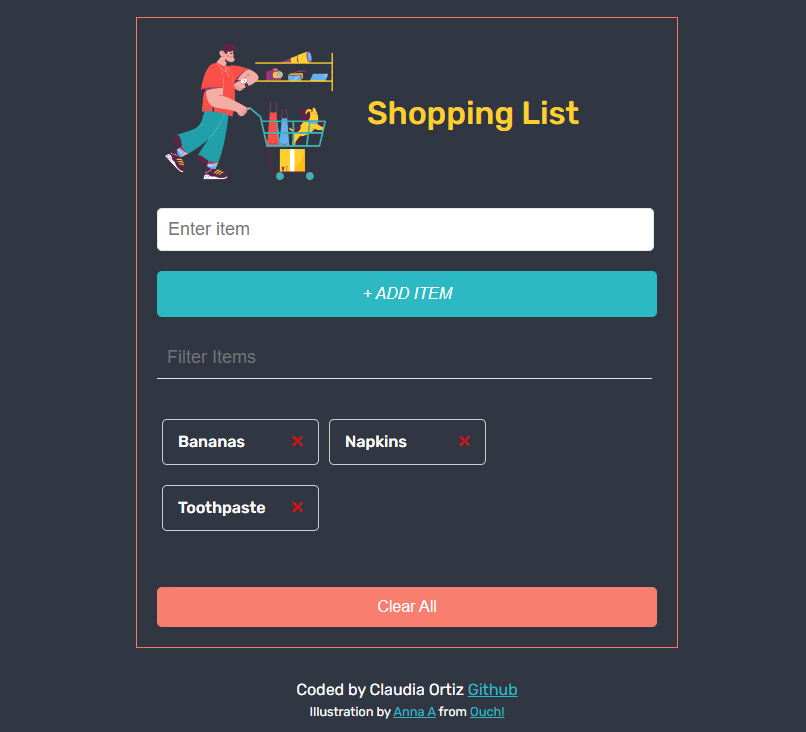 Shopping List
Enter item
+ ADD ITEM
Filter Items
Bananas ✕ Napkins ✕
Toothpaste ✕
Clear All
Coded by Claudia Ortiz Github
Illustration by Anna A from Ouch!